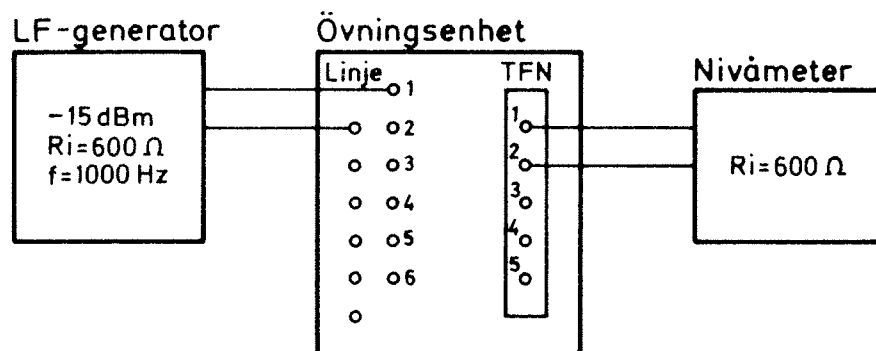 LF-generator
-15 dBm
Ri=600 Ω
f=1000 Hz
Övningsenhet
Linje
1
2
3
4
5
6
TFN
1
2
3
4
5
Nivåmeter
Ri=600 Ω